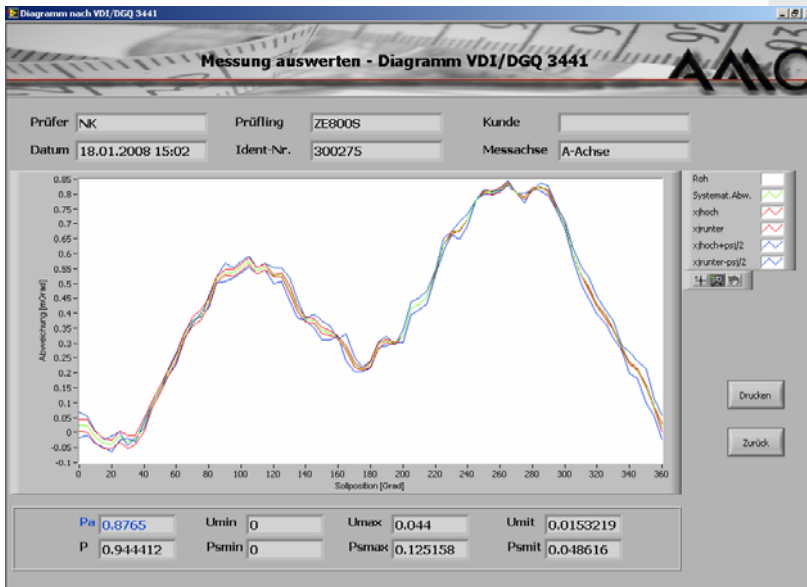 Diagramm nach VDI/DGQ 3441
Messung auswerten - Diagramm VDI/DGQ 3441
AMO
Prüfer NK Prüfling ZE800S Kunde
Datum 18.01.2008 15:02 Ident-Nr. 300275 Messachse A-Achse
0.85
0.8
0.75
0.7
0.65
0.6
0.55
0.5
0.45
0.4
0.35
0.3
0.25
0.2
0.15
0.1
0.05
0
-0.05
-0.1
Abweichung [mGrad]
0 20 40 60 80 100 120 140 160 180 200 220 240 260 280 300 320 340 360
Sollposition [Grad]
Roh
Systemat.Abw.
xjhoch
xjrunter
xjhoch+psj/2
xjrunter-psj/2
Drucken
Zurück
Pa 0.8765 Umin 0 Umax 0.044 Umit 0.0153219
P 0.944412 Psmin 0 Psmax 0.125158 Psmit 0.048616